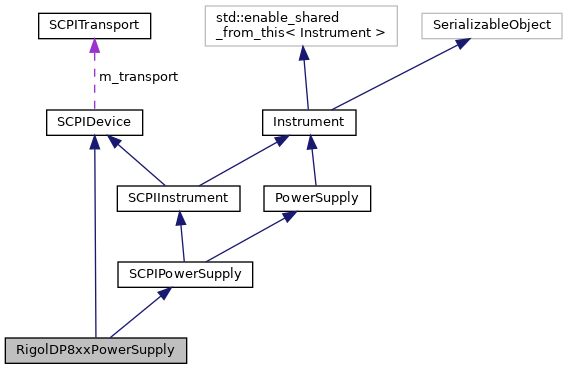 SCPITransport
std::enable_shared
_from_this< Instrument >
SerializableObject
m_transport
SCPIDevice
Instrument
SCPIInstrument
PowerSupply
SCPIPowerSupply
RigolDP8xxPowerSupply